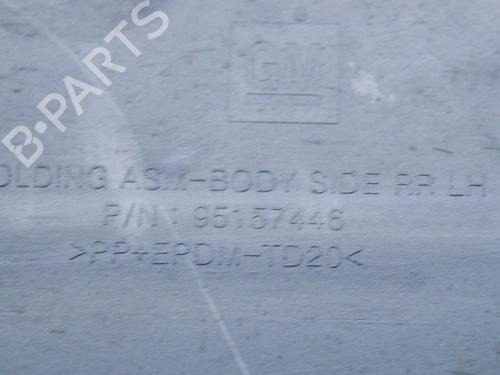 B-PARTS
GM
OLDING ASM-BODY SIDE RR LH
P/N : 95157446
>PP+EPDM-TD20<